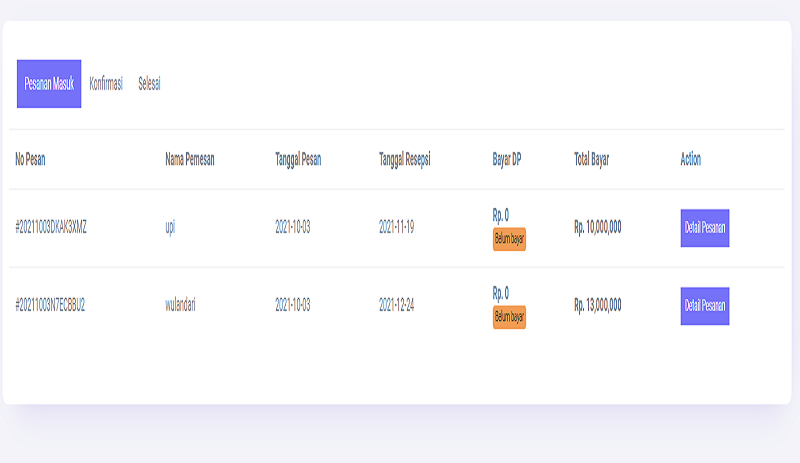 Pesanan Masuk Konfirmasi Selesai
No Pesan Nama Pemesan Tanggal Pesan Tanggal Resepsi Bayar DP Total Bayar Action
#20211003DKAK3XMZ upi 2021-10-03 2021-11-19 Rp. 0 Rp. 10,000,000 Detail Pesanan
Belum bayar
#20211003N7ECBBU2 wulandari 2021-10-03 2021-12-24 Rp. 0 Rp. 13,000,000 Detail Pesanan
Belum bayar